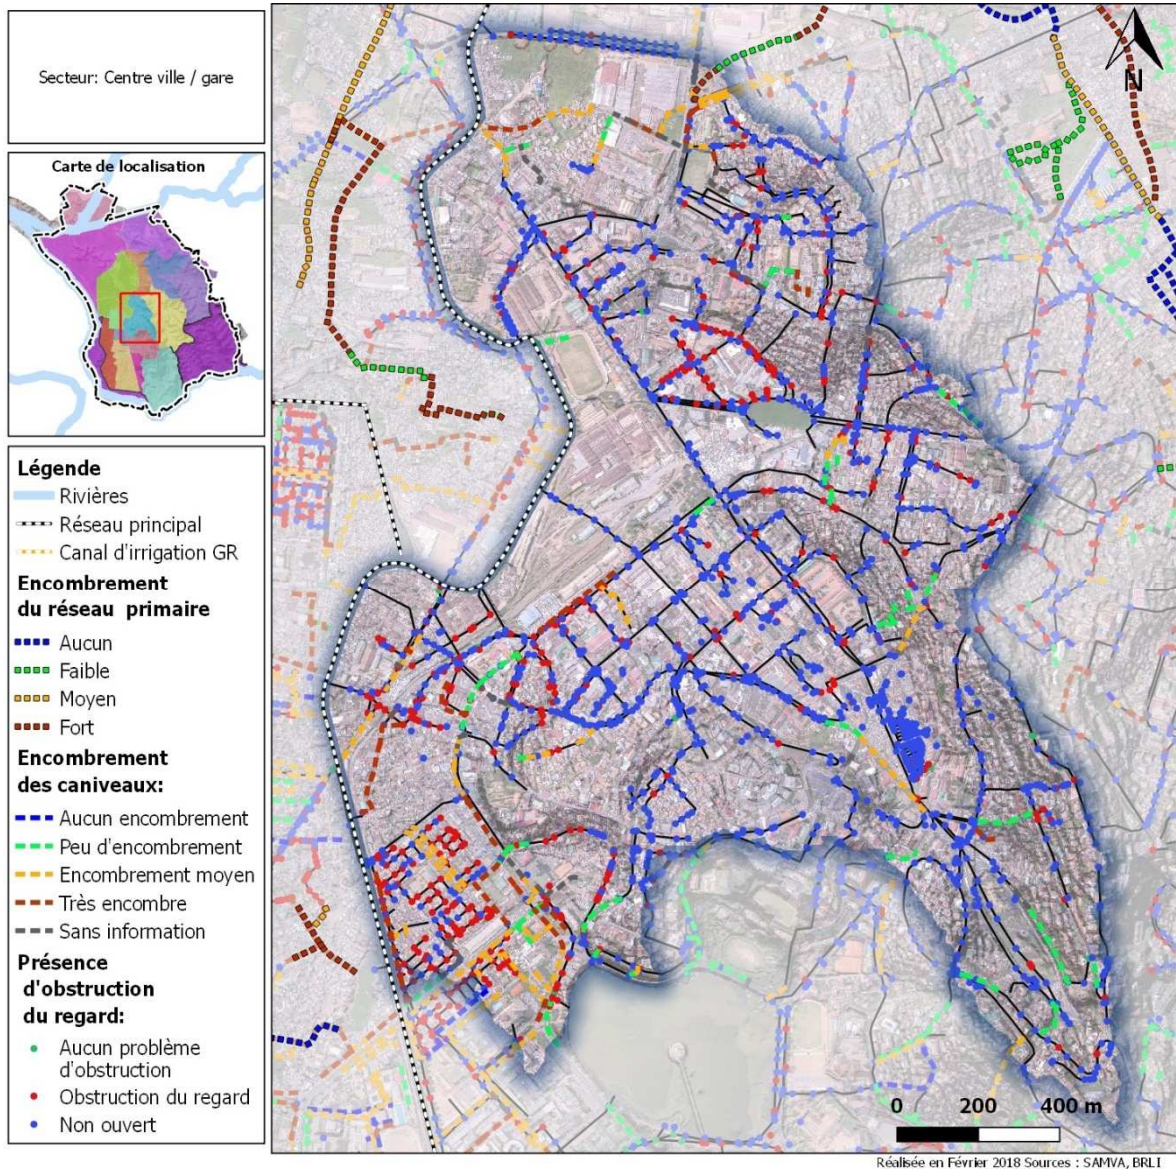 Secteur: Centre ville / gare
Carte de localisation
Légende
Rivières
Réseau principal
Canal d'irrigation GR
Encombrement
du réseau primaire
Aucun
Faible
Moyen
Fort
Encombrement
des caniveaux:
Aucun encombrement
Peu d'encombrement
Encombrement moyen
Très encombre
Sans information
Présence
d'obstruction
du regard:
Aucun problème
d'obstruction
Obstruction du regard
Non ouvert
N
0 200 400 m
Réalisée en Février 2018 Sources : SAMVA, BRLI